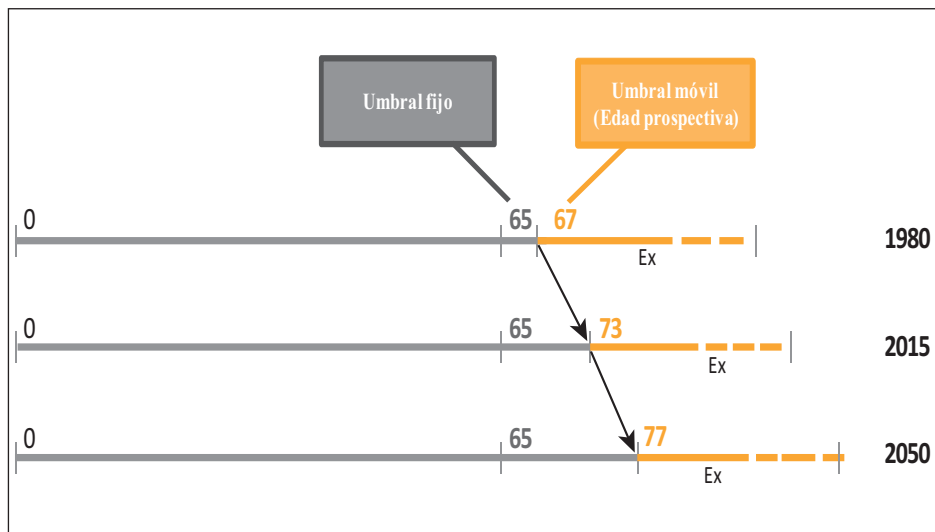 Umbral fijo
Umbral móvil
(Edad prospectiva)
0 65 67 1980
Ex
0 65 73 2015
Ex
0 65 77 2050
Ex